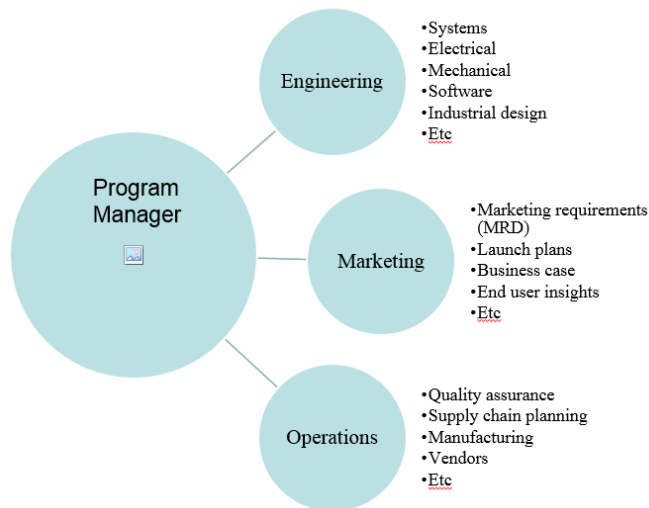 Program
Manager
Engineering
•Systems
•Electrical
•Mechanical
•Software
•Industrial design
•Etc
Marketing
•Marketing requirements
(MRD)
•Launch plans
•Business case
•End user insights
•Etc
Operations
•Quality assurance
•Supply chain planning
•Manufacturing
•Vendors
•Etc